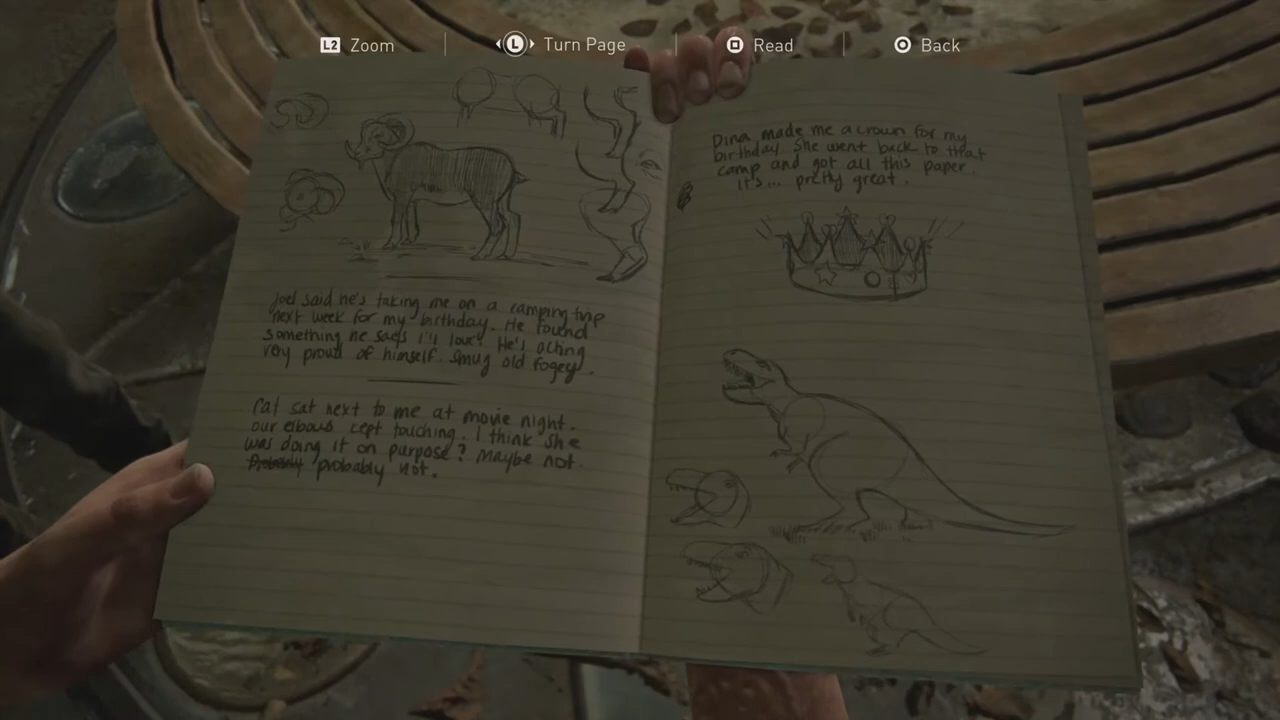 L2 Zoom
L Turn Page
Read
Back
Joel said he's taking me on a camping trip
next week for my birthday. He found
something he says I'll love. He's acting
very proud of himself. Smug old fogey.
Cat sat next to me at movie night.
our elbows kept touching. I think she
was doing it on purpose? Maybe not.
Probably probably not.
Dina made me a crown for my
birthday. She went back to that
camp and got all this paper.
It's... pretty great.